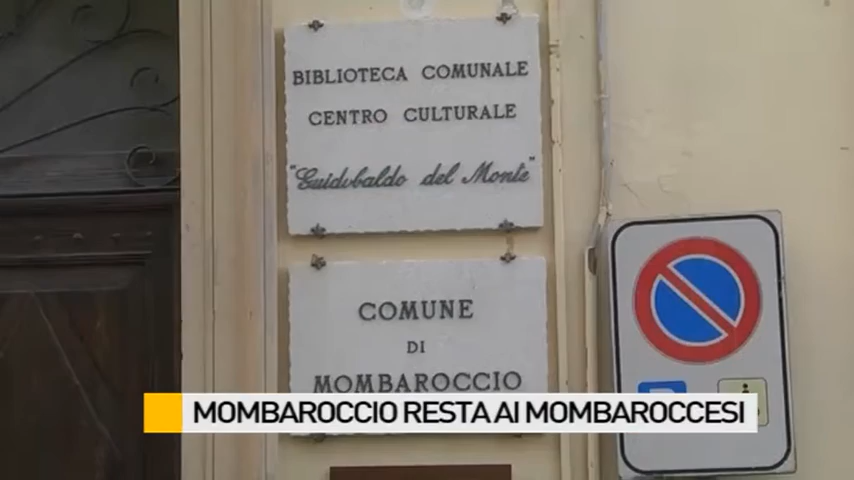 BIBLIOTECA COMUNALE
CENTRO CULTURALE
"Guidubaldo del Monte"
COMUNE
DI
MOMBAROCCIO
MOMBAROCCIO RESTA AI MOMBAROCCESI